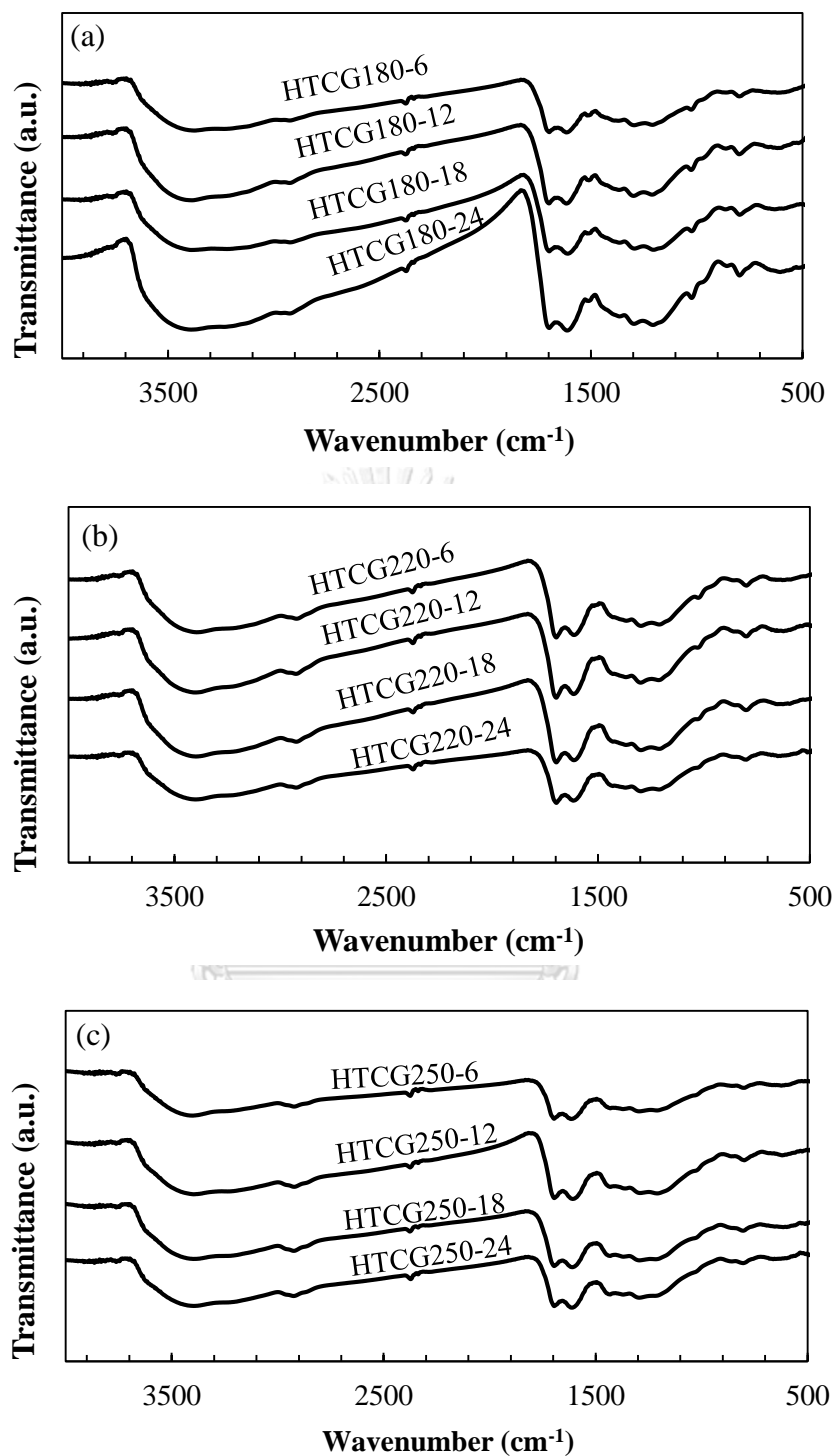 (a)
HTCG180-6
HTCG180-12
HTCG180-18
HTCG180-24
Transmittance (a.u.)
3500 2500 1500 500
Wavenumber (cm⁻¹)
(b)
HTCG220-6
HTCG220-12
HTCG220-18
HTCG220-24
Transmittance (a.u.)
3500 2500 1500 500
Wavenumber (cm⁻¹)
(c)
HTCG250-6
HTCG250-12
HTCG250-18
HTCG250-24
Transmittance (a.u.)
3500 2500 1500 500
Wavenumber (cm⁻¹)